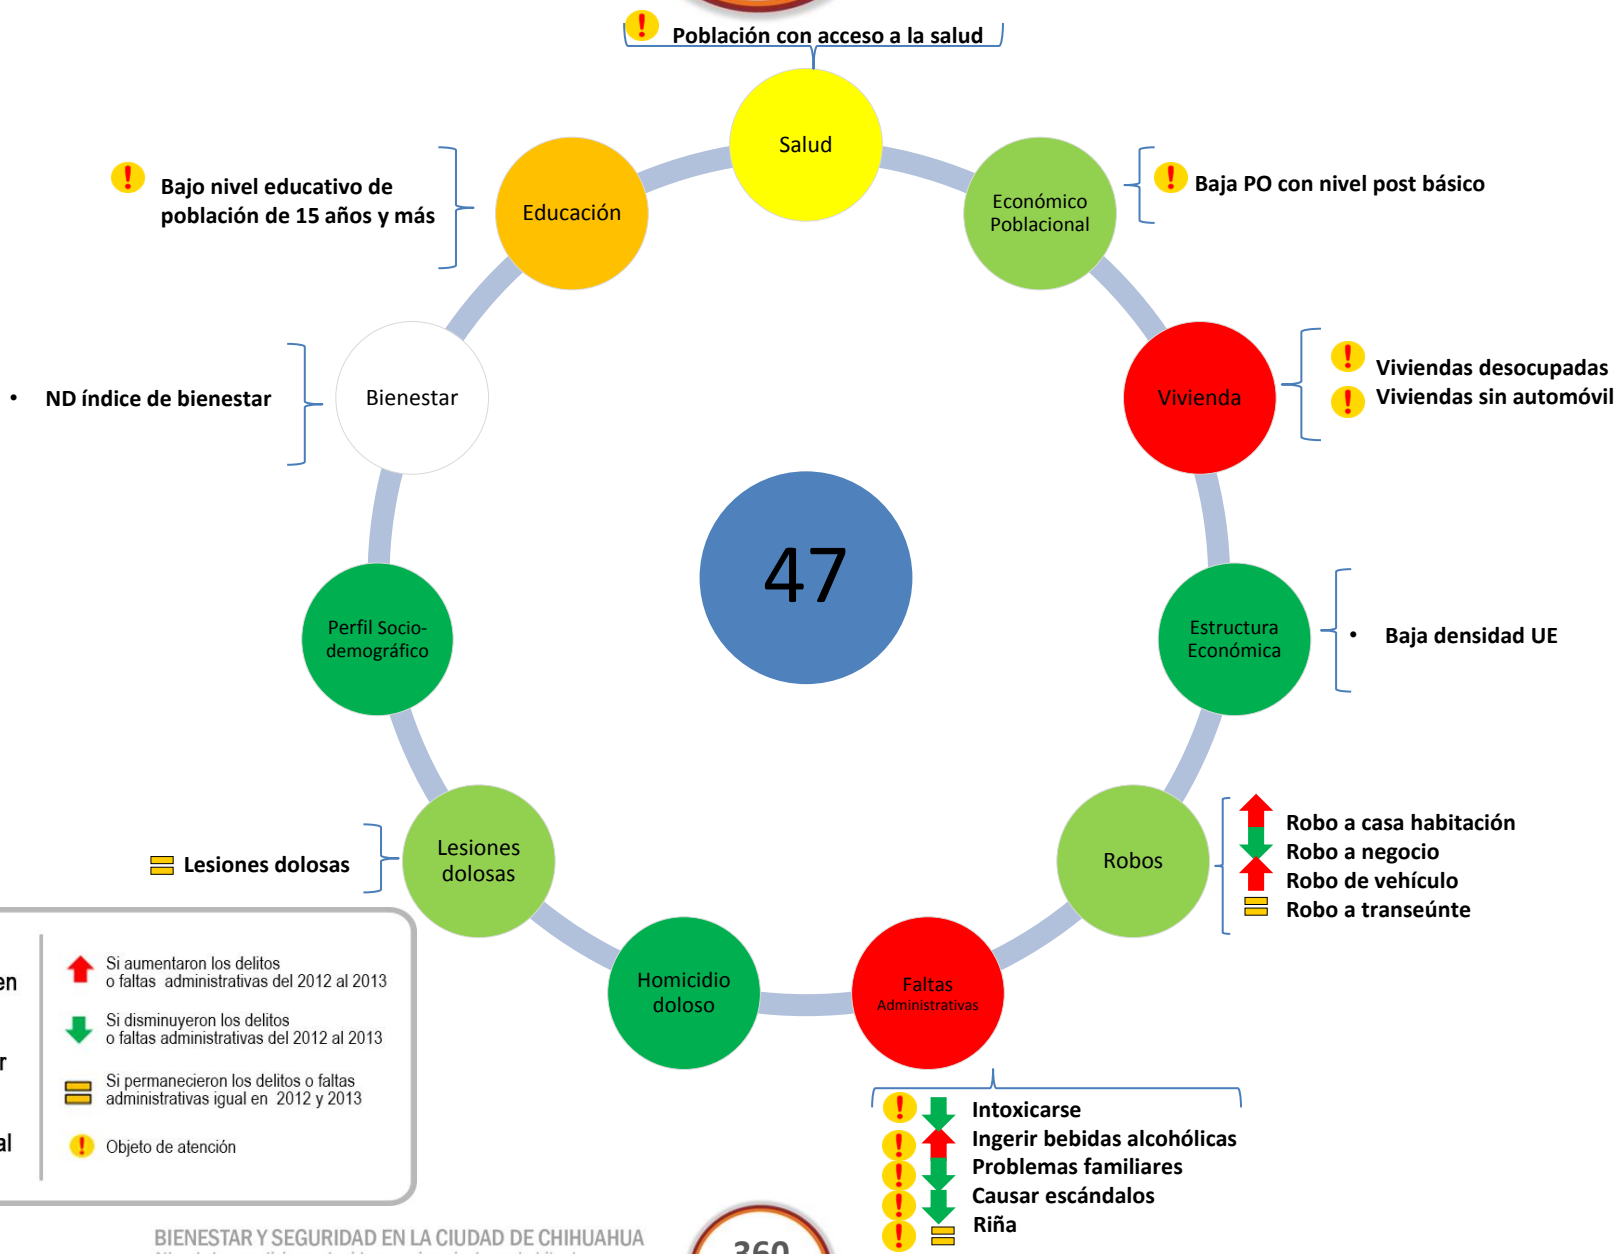 Población con acceso a la salud
Salud
Bajo nivel educativo de
población de 15 años y más
Educación
Económico
Poblacional
Baja PO con nivel post básico
• ND índice de bienestar
Bienestar
Vivienda
Viviendas desocupadas
Viviendas sin automóvil
47
Perfil Socio-
demográfico
Estructura
Económica
• Baja densidad UE
Lesiones dolosas
Lesiones
dolosas
Robos
Robo a casa habitación
Robo a negocio
Robo de vehículo
Robo a transeúnte
Homicidio
doloso
Faltas
Administrativas
Intoxicarse
Ingerir bebidas alcohólicas
Problemas familiares
Causar escándalos
Riña
en
r
al
Si aumentaron los delitos
o faltas administrativas del 2012 al 2013
Si disminuyeron los delitos
o faltas administrativas del 2012 al 2013
Si permanecieron los delitos o faltas
administrativas igual en 2012 y 2013
Objeto de atención
BIENESTAR Y SEGURIDAD EN LA CIUDAD DE CHIHUAHUA
360